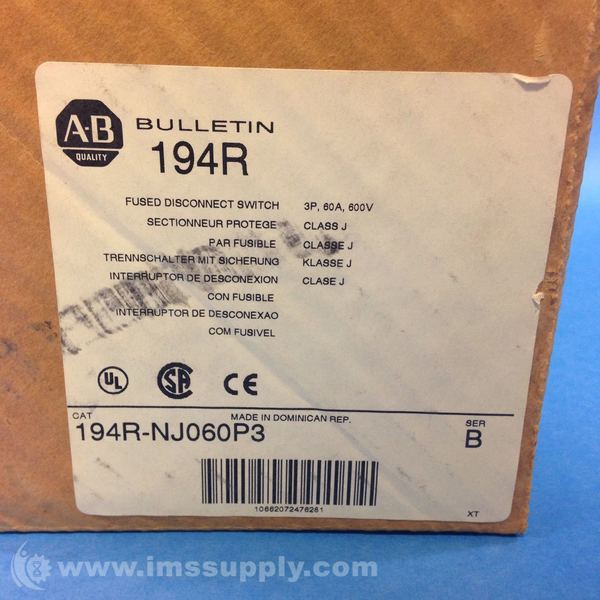 A-B
QUALITY
BULLETIN
194R
FUSED DISCONNECT SWITCH 3P, 60A, 600V
SECTIONNEUR PROTEGE CLASS J
PAR FUSIBLE CLASSE J
TRENNSCHALTER MIT SICHERUNG KLASSE J
INTERRUPTOR DE DESCONEXION CLASE J
CON FUSIBLE
INTERRUPTOR DE DESCONEXAO
COM FUSIVEL
UL SA CE
CAT MADE IN DOMINICAN REP. SER
194R-NJ060P3 B
10662072476261
XT
www.imssupply.com